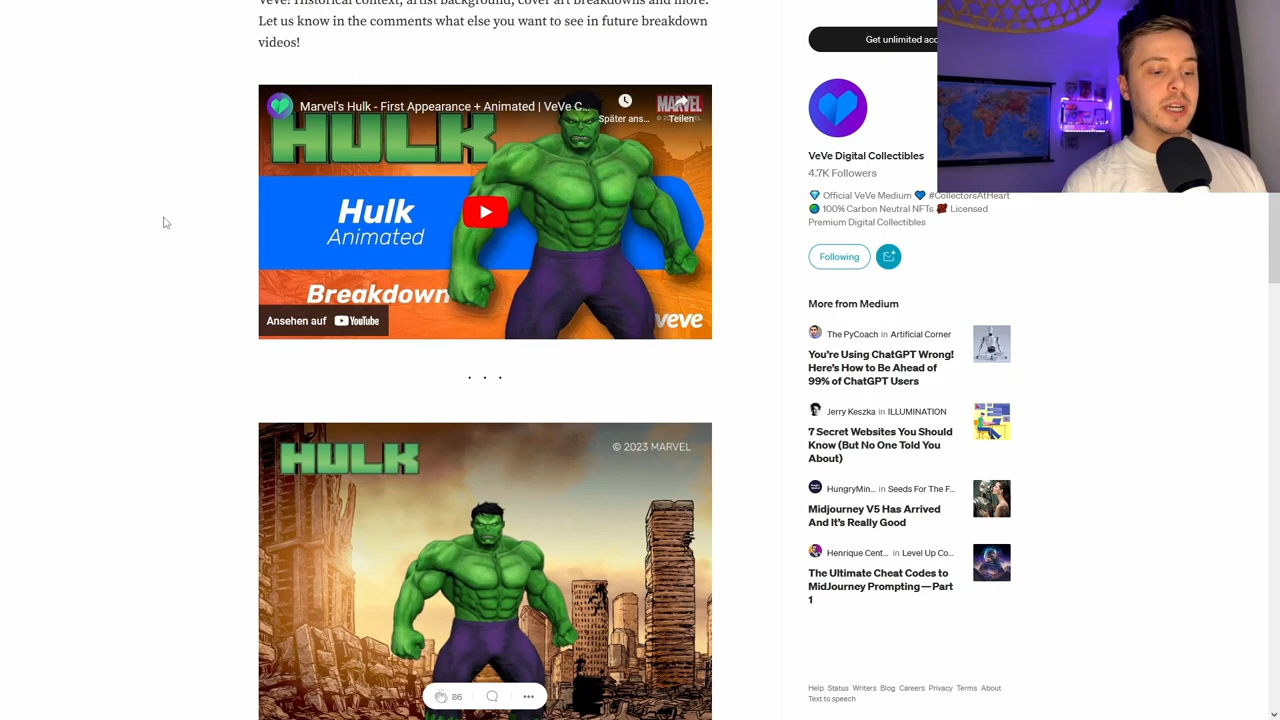 VeVe! Historical context, artist background, cover art breakdowns and more.
Let us know in the comments what else you want to see in future breakdown
videos!
Marvel's Hulk - First Appearance + Animated | VeVe C...
Später ans...
Teilen
MARVEL
HULK
Hulk
Animated
Breakdown
Ansehen auf YouTube
veve
. . .
HULK
© 2023 MARVEL
86
Get unlimited acc
VeVe Digital Collectibles
4.7K Followers
💎 Official VeVe Medium 💙 #CollectorsAtHeart
100% Carbon Neutral NFTs Licensed
Premium Digital Collectibles
Following
More from Medium
The PyCoach in Artificial Corner
You're Using ChatGPT Wrong!
Here's How to Be Ahead of
99% of ChatGPT Users
Jerry Keszka in ILLUMINATION
7 Secret Websites You Should
Know (But No One Told You
About)
HungryMin... in Seeds For The F...
Midjourney V5 Has Arrived
And It's Really Good
Henrique Cent... in Level Up Co...
The Ultimate Cheat Codes to
MidJourney Prompting — Part
1
Help Status Writers Blog Careers Privacy Terms About
Text to speech